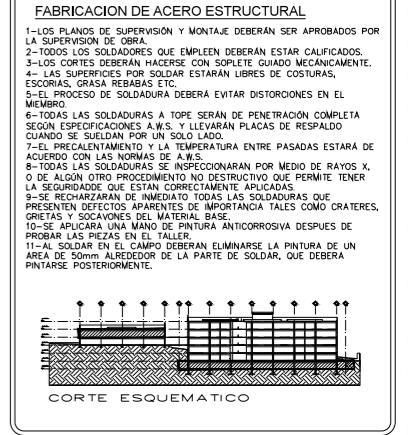 FABRICACION DE ACERO ESTRUCTURAL
1-LOS PLANOS DE SUPERVISIÓN Y MONTAJE DEBERÁN SER APROBADOS POR
LA SUPERVISION DE OBRA.
2-TODOS LOS SOLDADORES QUE EMPLEEN DEBERÁN ESTAR CALIFICADOS.
3-LOS CORTES DEBERÁN HACERSE CON SOPLETE GUIADO MECÁNICAMENTE.
4- LAS SUPERFICIES POR SOLDAR ESTARÁN LIBRES DE COSTURAS,
ESCORIAS, GRASA REBABAS ETC.
5-EL PROCESO DE SOLDADURA DEBERÁ EVITAR DISTORCIONES EN EL
MIEMBRO.
6-TODAS LAS SOLDADURAS A TOPE SERÁN DE PENETRACIÓN COMPLETA
SEGÚN ESPECIFICACIONES A.W.S. Y LLEVARÁN PLACAS DE RESPALDO
CUANDO SE SUELDAN POR UN SOLO LADO.
7-EL PRECALENTAMIENTO Y LA TEMPERATURA ENTRE PASADAS ESTARÁ DE
ACUERDO CON LAS NORMAS DE A.W.S.
8-TODAS LAS SOLDADURAS SE INSPECCIONARAN POR MEDIO DE RAYOS X,
O DE ALGÚN OTRO PROCEDIMIENTO NO DESTRUCTIVO QUE PERMITE TENER
LA SEGURIDADDE QUE ESTAN CORRECTAMENTE APLICADAS.
9-SE RECHARZARAN DE INMEDIATO TODAS LAS SOLDADURAS QUE
PRESENTEN DEFECTOS APARENTES DE IMPORTANCIA TALES COMO CRATERES,
GRIETAS Y SOCAVONES DEL MATERIAL BASE.
10-SE APLICARA UNA MANO DE PINTURA ANTICORROSIVA DESPUES DE
PROBAR LAS PIEZAS EN EL TALLER.
11-AL SOLDAR EN EL CAMPO DEBERAN ELIMINARSE LA PINTURA DE UN
AREA DE 50mm ALREDEDOR DE LA PARTE DE SOLDAR, QUE DEBERA
PINTARSE POSTERIORMENTE.
CORTE ESQUEMATICO